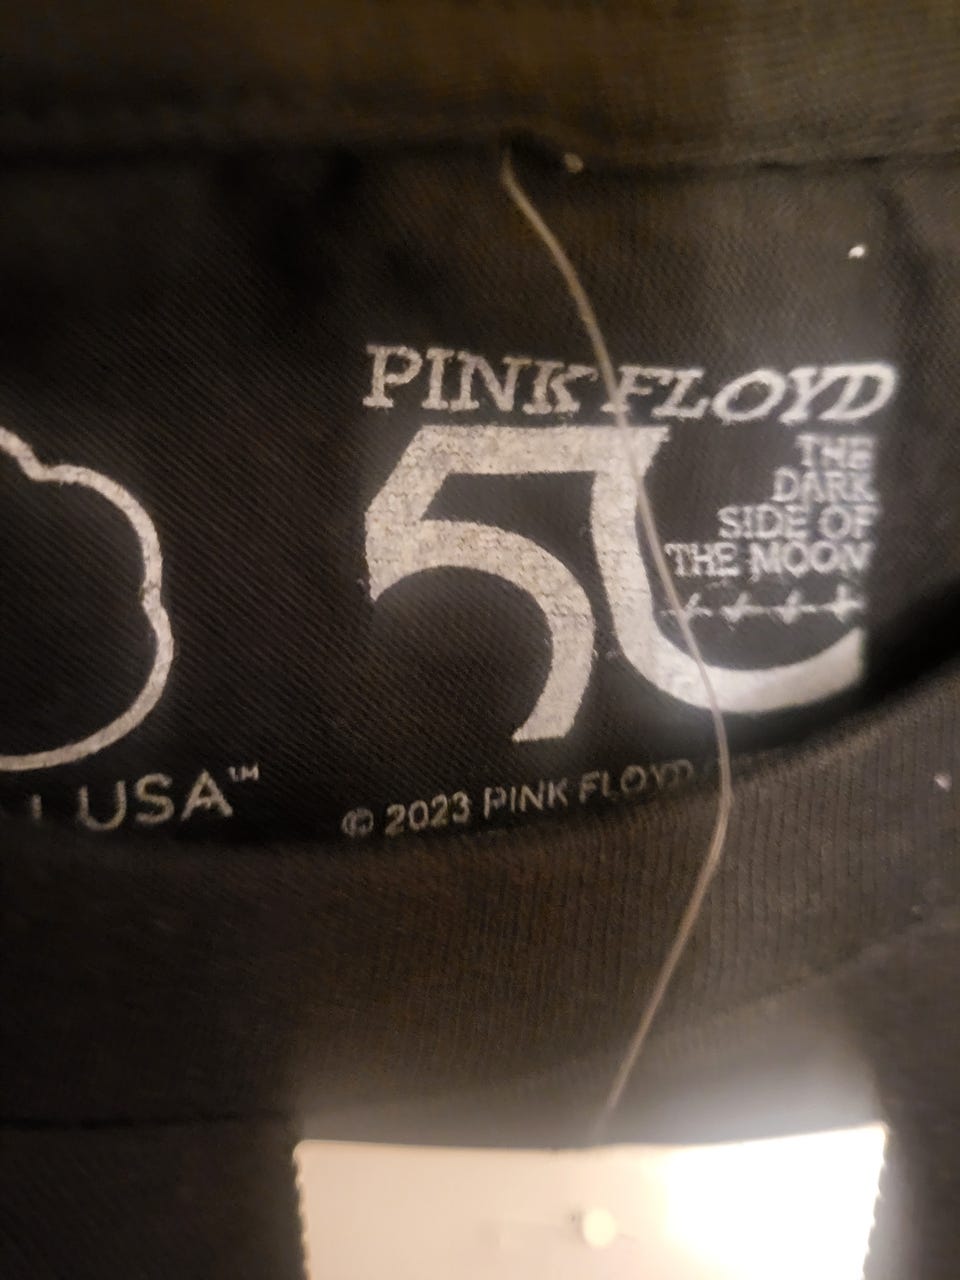 PINK FLOYD
50
THE
DARK
SIDE OF
THE MOON
USA™
© 2023 PINK FLOYD